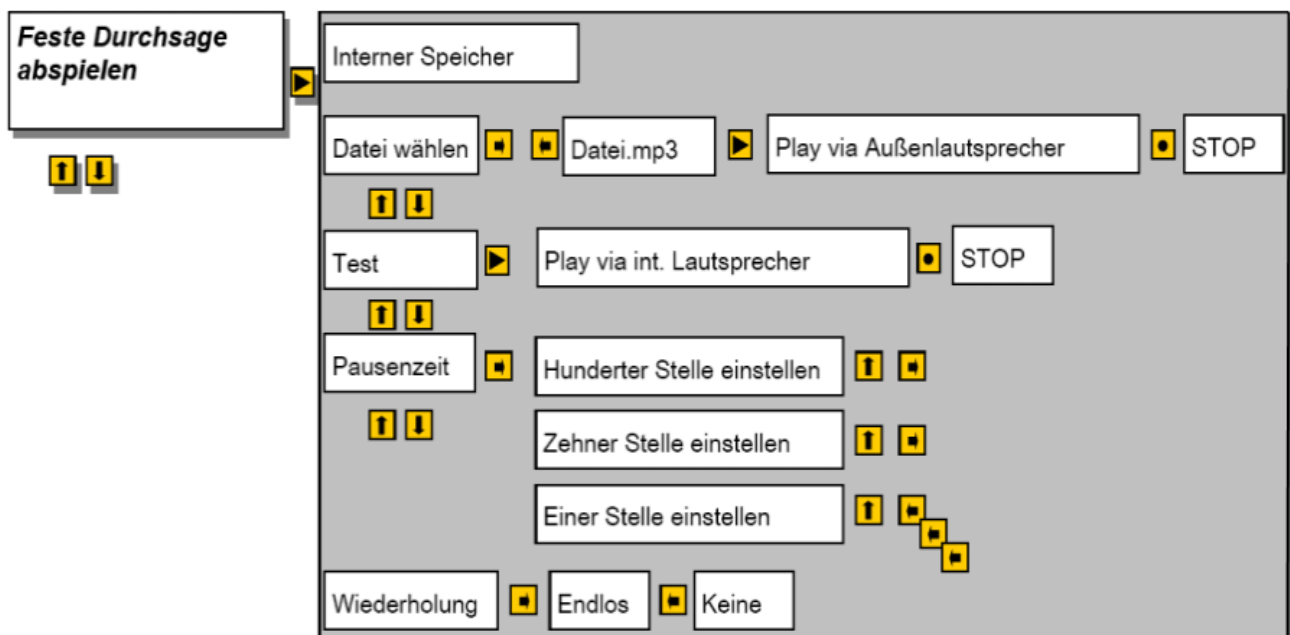 Feste Durchsage
abspielen
Interner Speicher
Datei wählen
Datei.mp3
Play via Außenlautsprecher
STOP
Test
Play via int. Lautsprecher
STOP
Pausenzeit
Hunderter Stelle einstellen
Zehner Stelle einstellen
Einer Stelle einstellen
Wiederholung
Endlos
Keine